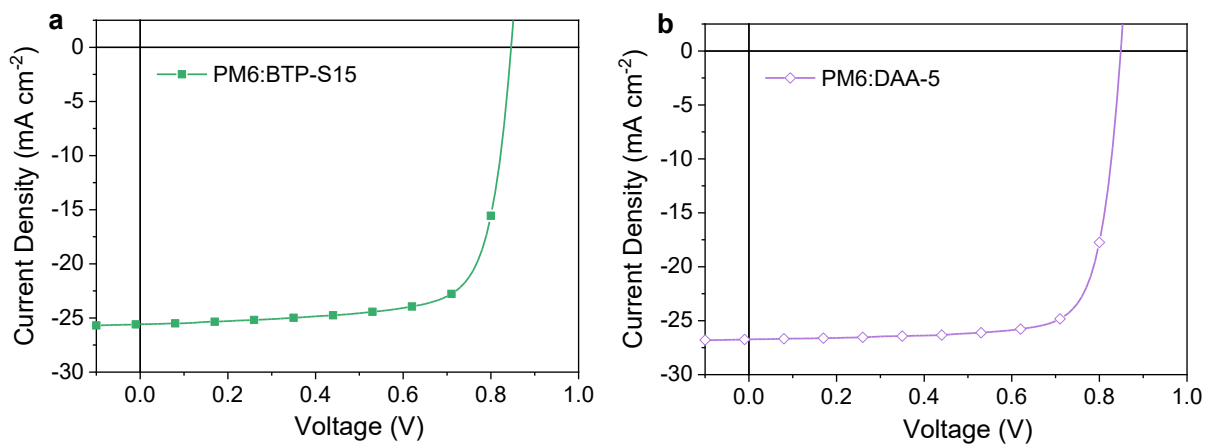 a
0
-5
-10
-15
-20
-25
-30
0.0 0.2 0.4 0.6 0.8 1.0
Voltage (V)
Current Density (mA cm⁻²)
PM6:BTP-S15
b
0
-5
-10
-15
-20
-25
-30
0.0 0.2 0.4 0.6 0.8 1.0
Voltage (V)
Current Density (mA cm⁻²)
PM6:DAA-5